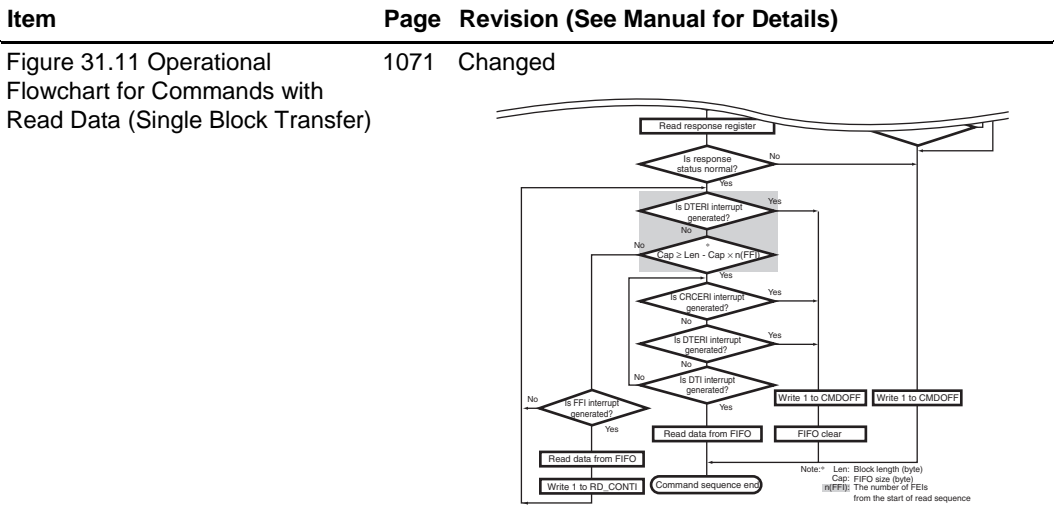 Item Page Revision (See Manual for Details)
Figure 31.11 Operational 1071 Changed
Flowchart for Commands with
Read Data (Single Block Transfer)
Read response register
Is response
status normal?
No
Yes
Is DTERI interrupt
generated?
Yes
No
*
Cap ≥ Len - Cap × n(FFI)
No
Yes
Is CRCERI interrupt
generated?
Yes
No
Is DTERI interrupt
generated?
Yes
No
Is DTI interrupt
generated?
No
Yes
Is FFI interrupt
generated?
No
Yes
Write 1 to CMDOFF
Write 1 to CMDOFF
Read data from FIFO
FIFO clear
Read data from FIFO
Write 1 to RD_CONTI
Command sequence end
Note:* Len: Block length (byte)
Cap: FIFO size (byte)
n(FFI): The number of FEIs
from the start of read sequence